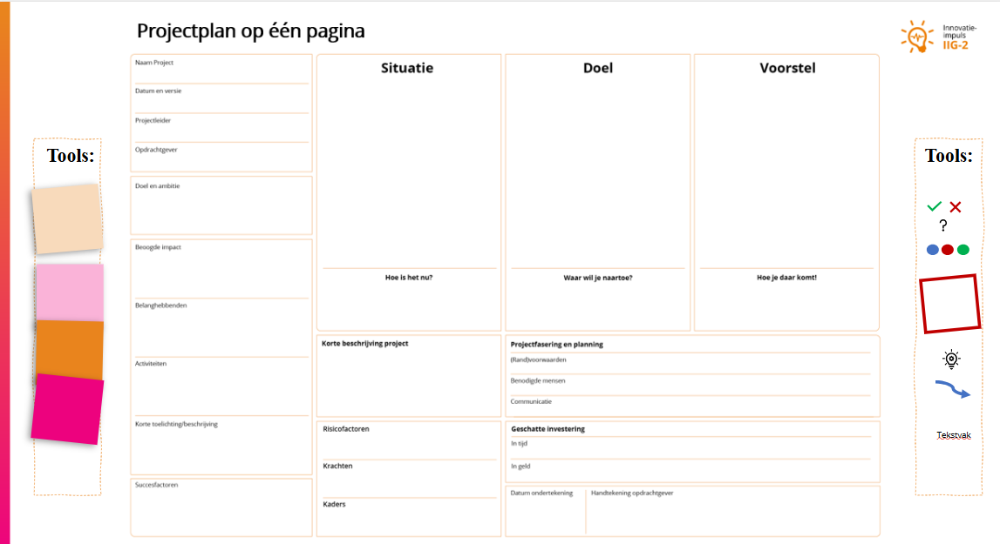 Projectplan op één pagina
Innovatie-
impuls
IIG-2
Naam Project
Datum en versie
Projectleider
Opdrachtgever
Doel en ambitie
Beoogde impact
Belanghebbenden
Activiteiten
Korte toelichting/beschrijving
Succesfactoren
Situatie
Hoe is het nu?
Doel
Waar wil je naartoe?
Voorstel
Hoe je daar komt!
Korte beschrijving project
Risicofactoren
Krachten
Kaders
Projectfasering en planning
(Rand)voorwaarden
Benodigde mensen
Communicatie
Geschatte investering
In tijd
In geld
Datum ondertekening
Handtekening opdrachtgever
Tools:
Tools:
?
Tekstvak